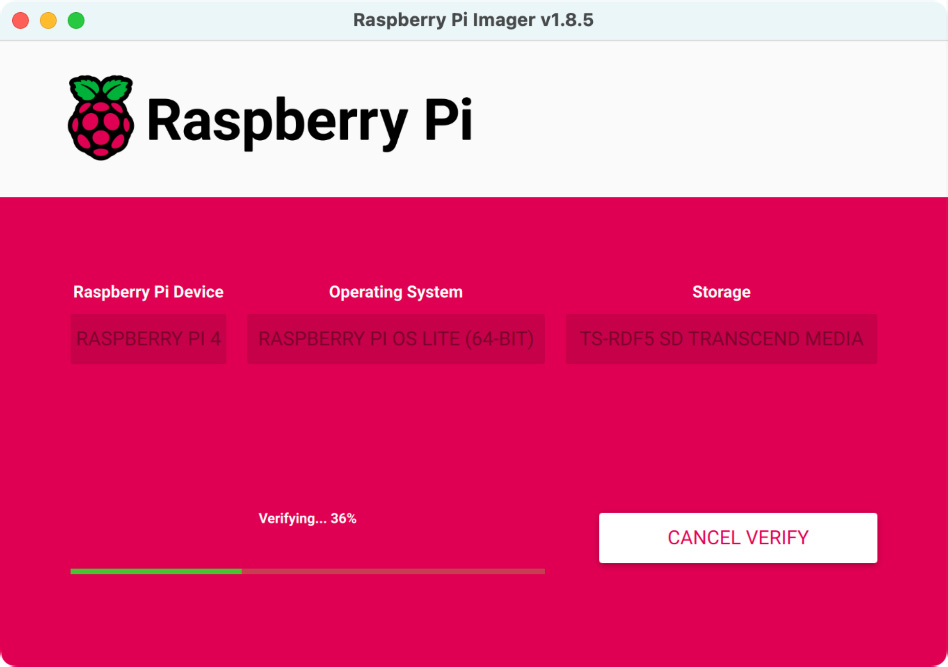 Raspberry Pi Imager v1.8.5
Raspberry Pi
Raspberry Pi Device
Operating System
Storage
RASPBERRY PI 4
RASPBERRY PI OS LITE (64-BIT)
TS-RDF5 SD TRANSCEND MEDIA
Verifying... 36%
CANCEL VERIFY